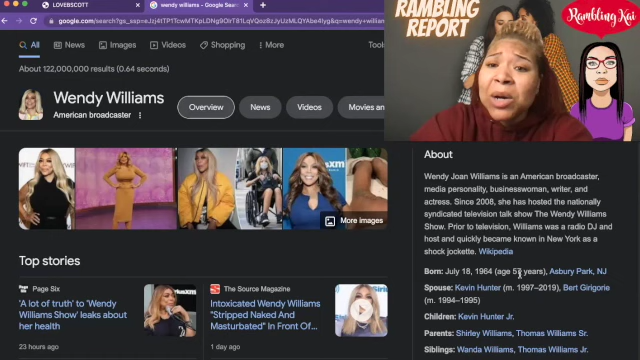 LOVEBSCOTT
wendy williams - Google Sear
RAMBLING
REPORT
Rambling Kai
All
News
Images
Videos
Shopping
More
Tools
About 122,000,000 results (0.64 seconds)
Wendy Williams
American broadcaster
Overview
News
Videos
Movies an
More images
About
Wendy Joan Williams is an American broadcaster,
media personality, businesswoman, writer, and
actress. Since 2008, she has hosted the nationally
syndicated television talk show The Wendy Williams
Show. Prior to television, Williams was a radio DJ and
host and quickly became known in New York as a
shock jockette. Wikipedia
Born: July 18, 1964 (age 57 years), Asbury Park, NJ
Spouse: Kevin Hunter (m. 1997–2019), Bert Girigorie
(m. 1994–1995)
Children: Kevin Hunter Jr.
Parents: Shirley Williams, Thomas Williams Sr.
Siblings: Wanda Williams, Thomas Williams Jr.
Top stories
Page Six
'A lot of truth' to 'Wendy
Williams Show' leaks about
her health
23 hours ago
The Source Magazine
Intoxicated Wendy Williams
"Stripped Naked And
Masturbated" In Front Of...
1 day ago